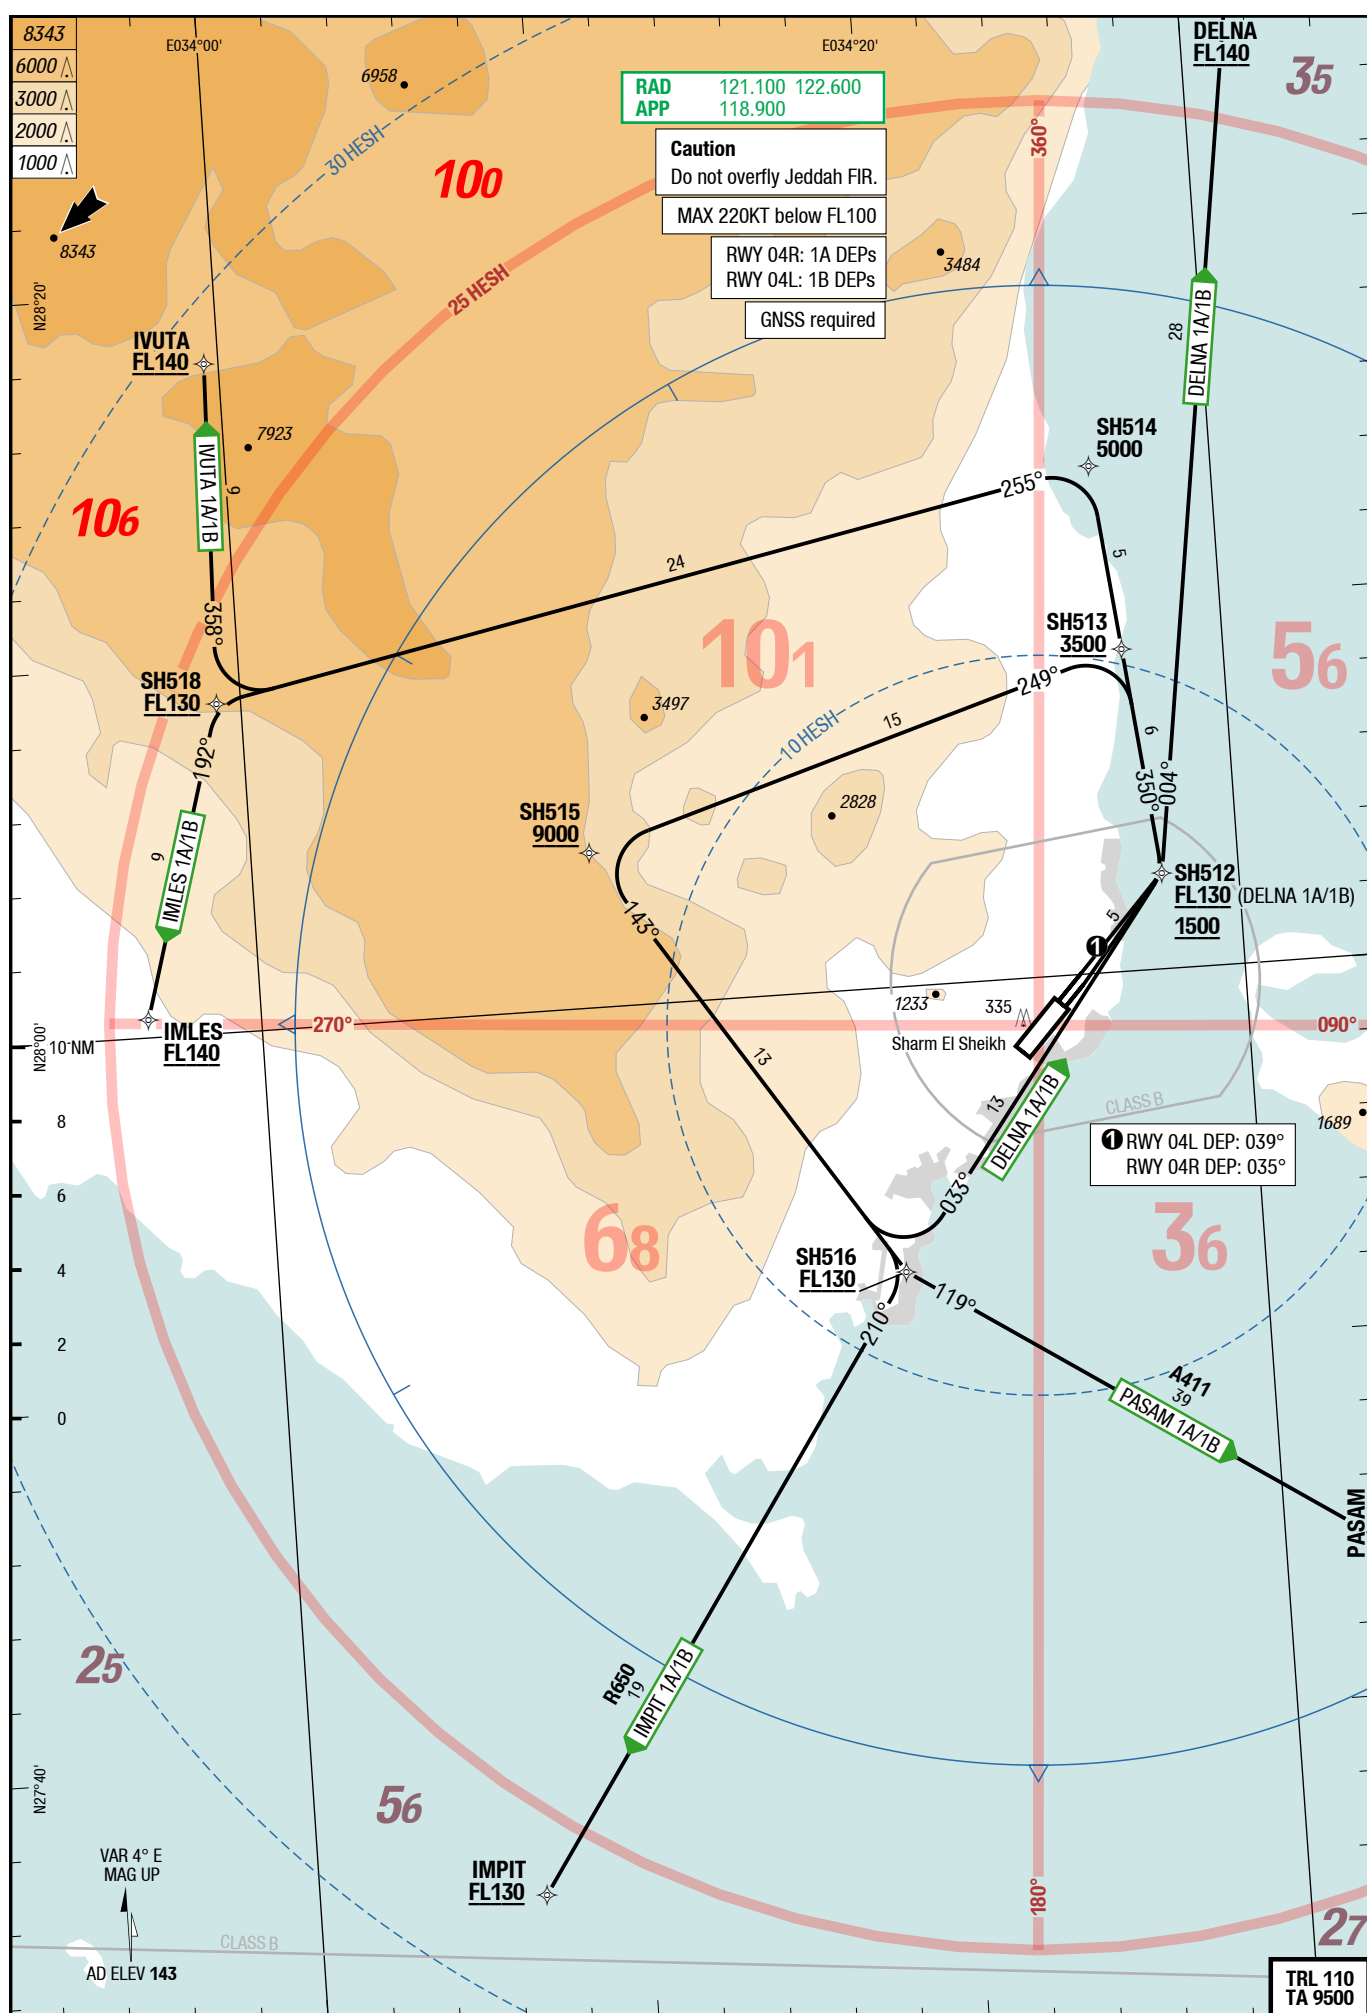 8343
6000
3000
2000
1000
E034°00'
E034°20'
6958
30 HESH
100
8343
RAD 121.100 122.600
APP 118.900
Caution
Do not overfly Jeddah FIR.
MAX 220KT below FL100
RWY 04R: 1A DEPs
RWY 04L: 1B DEPs
GNSS required
360°
DELNA
FL140
35
3484
25 HESH
N28°20'
IVUTA
FL140
28
DELNA 1A/1B
7923
IVUTA 1A/1B
9
106
SH514
5000
255°
24
5
358°
SH513
3500
101
56
SH518
FL130
249°
3497
15
10 HESH
6
350°
004°
192°
SH515
9000
2828
9
IMLES 1A/1B
SH512
FL130 (DELNA 1A/1B)
1500
5
143°
1
1233
335
Sharm El Sheikh
270°
090°
IMLES
FL140
N28°00'
10 NM
8
6
4
2
0
13
13
DELNA 1A/1B
CLASS B
1689
1 RWY 04L DEP: 039°
RWY 04R DEP: 035°
033°
68
36
SH516
FL130
119°
210°
A411
39
PASAM 1A/1B
PASAM
25
R650
19
IMPIT 1A/1B
N27°40'
56
VAR 4° E
MAG UP
IMPIT
FL130
180°
27
CLASS B
AD ELEV 143
TRL 110
TA 9500